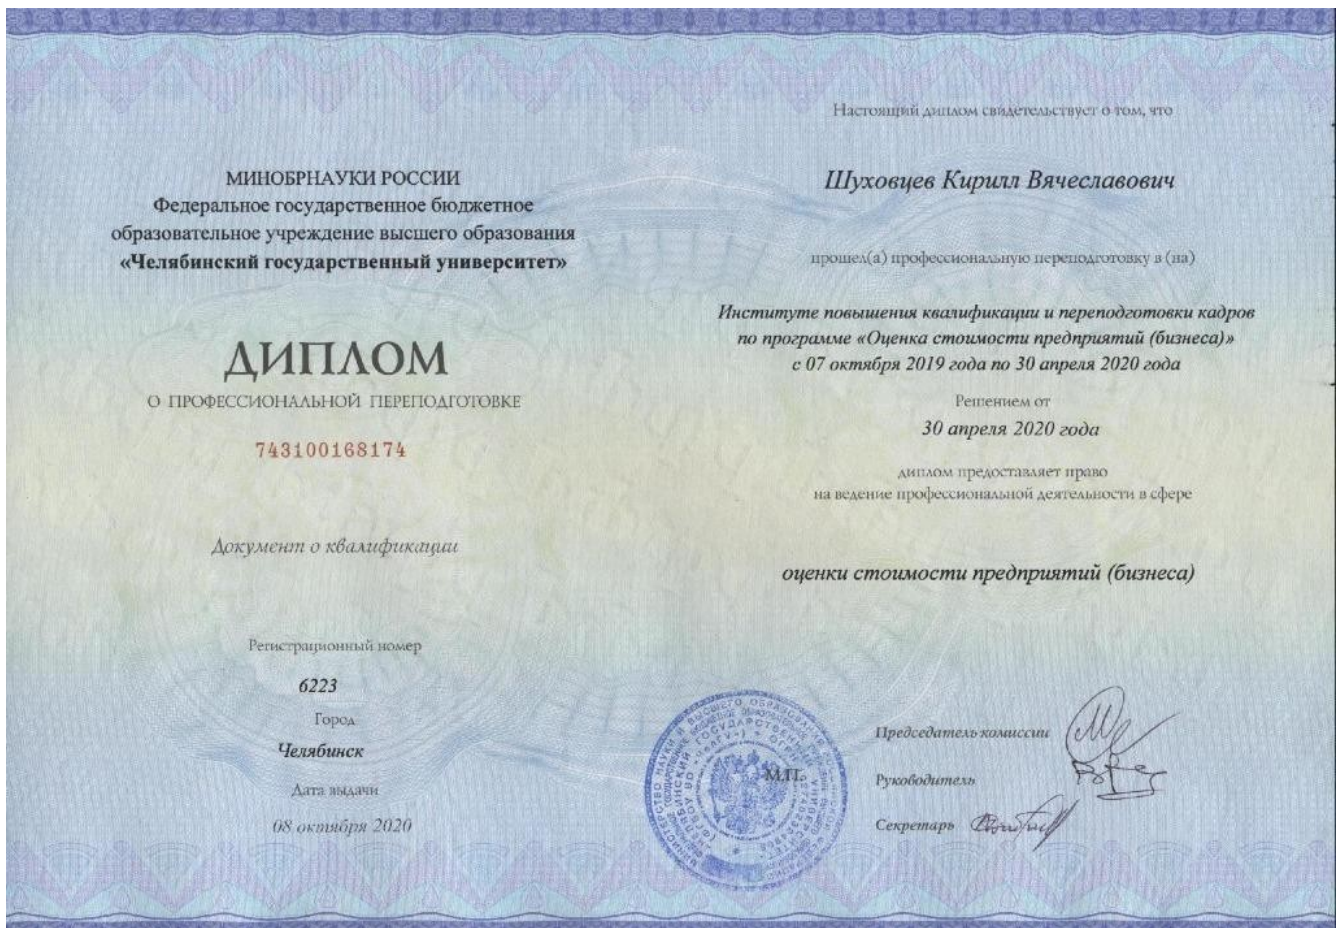 МИНОБРНАУКИ РОССИИ
Федеральное государственное бюджетное
образовательное учреждение высшего образования
«Челябинский государственный университет»
ДИПЛОМ
О ПРОФЕССИОНАЛЬНОЙ ПЕРЕПОДГОТОВКЕ
743100168174
Документ о квалификации
Регистрационный номер
6223
Город
Челябинск
Дата выдачи
08 октября 2020
Настоящий диплом свидетельствует о том, что
Шуховцев Кирилл Вячеславович
прошел(а) профессиональную переподготовку в (на)
Институте повышения квалификации и переподготовки кадров
по программе «Оценка стоимости предприятий (бизнеса)»
с 07 октября 2019 года по 30 апреля 2020 года
Решением от
30 апреля 2020 года
диплом предоставляет право
на ведение профессиональной деятельности в сфере
оценки стоимости предприятий (бизнеса)
М.П.
Председатель комиссии
Руководитель
Секретарь